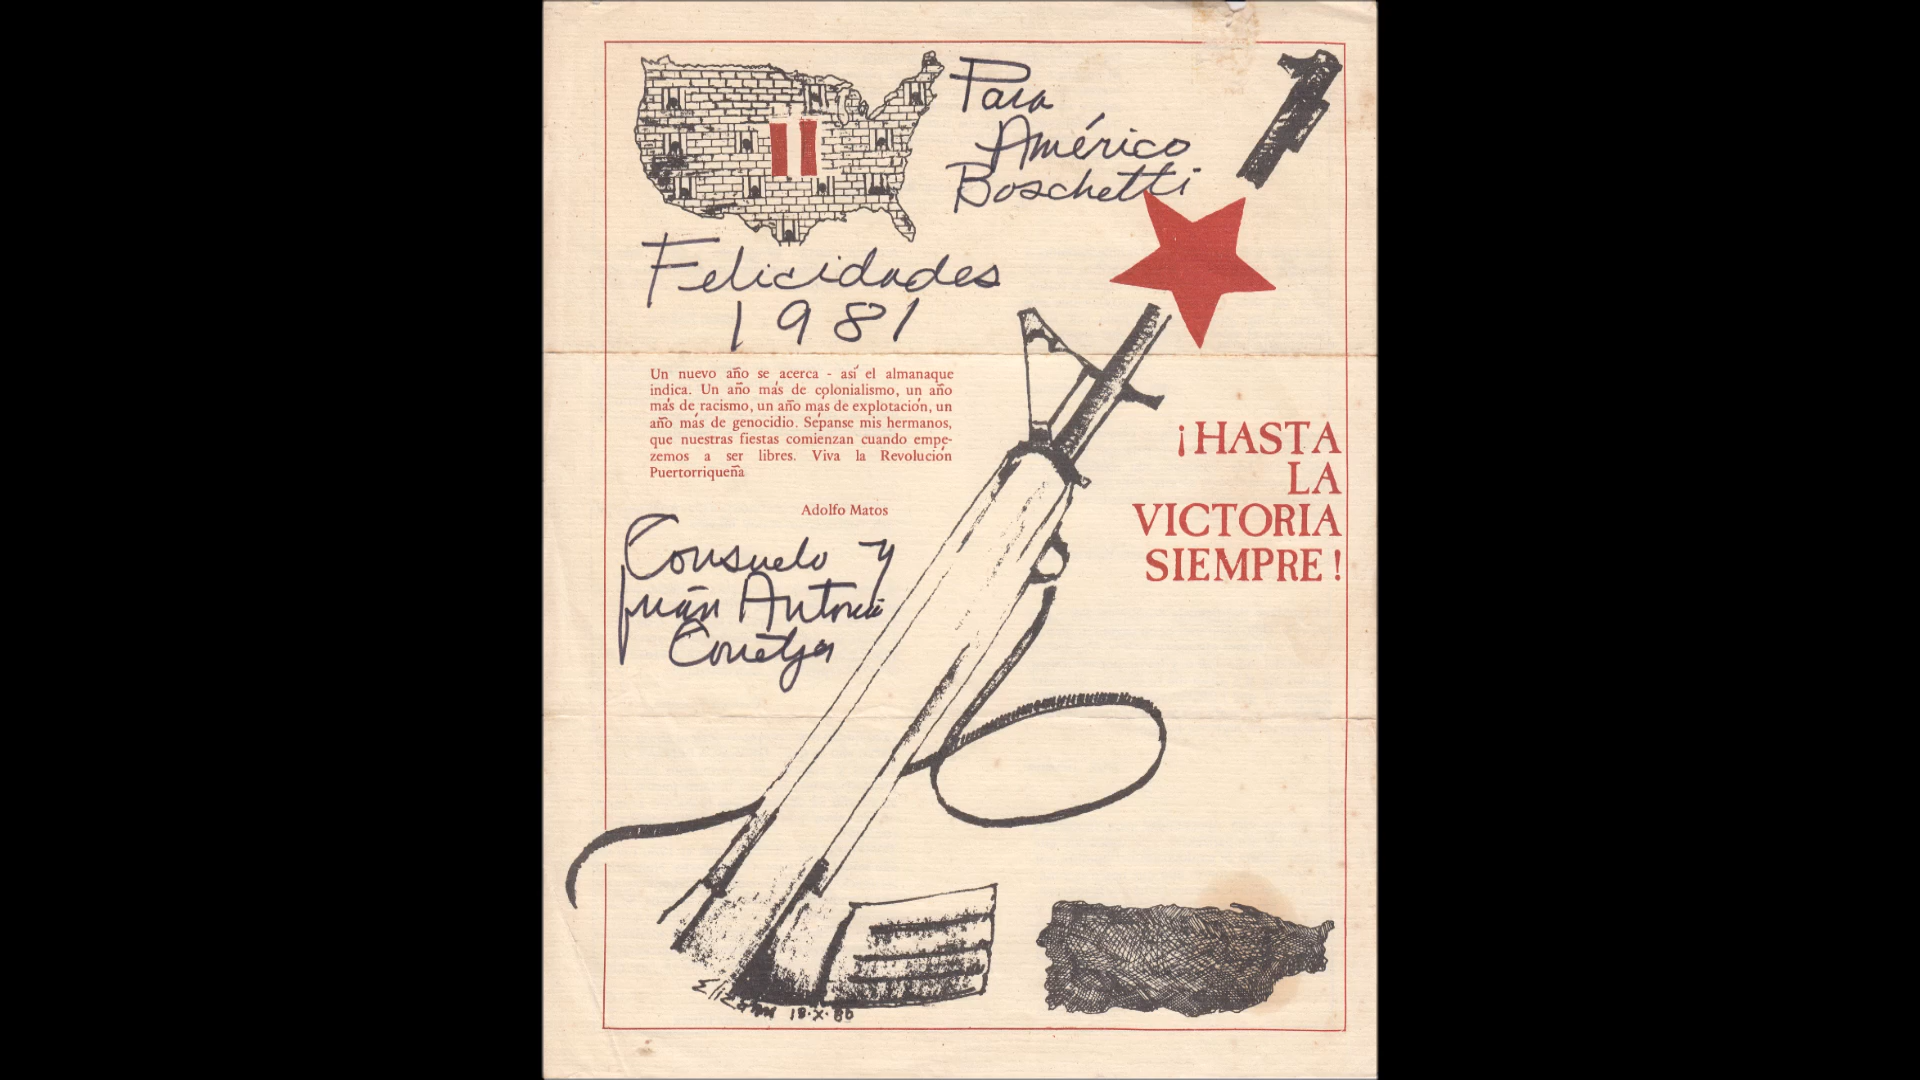 Para
Américo
Boschetti
Felicidades
1981
Un nuevo año se acerca - así el almanaque
indica. Un año más de colonialismo, un año
más de racismo, un año mas de explotación, un
año más de genocidio. Sépanse mis hermanos,
que nuestras fiestas comienzan cuando empe-
zemos a ser libres. Viva la Revolución
Puertorriqueña
Adolfo Matos
¡HASTA
LA
VICTORIA
SIEMPRE!
Consuelo y
Juan Antonio
Corretjer
18·X·80